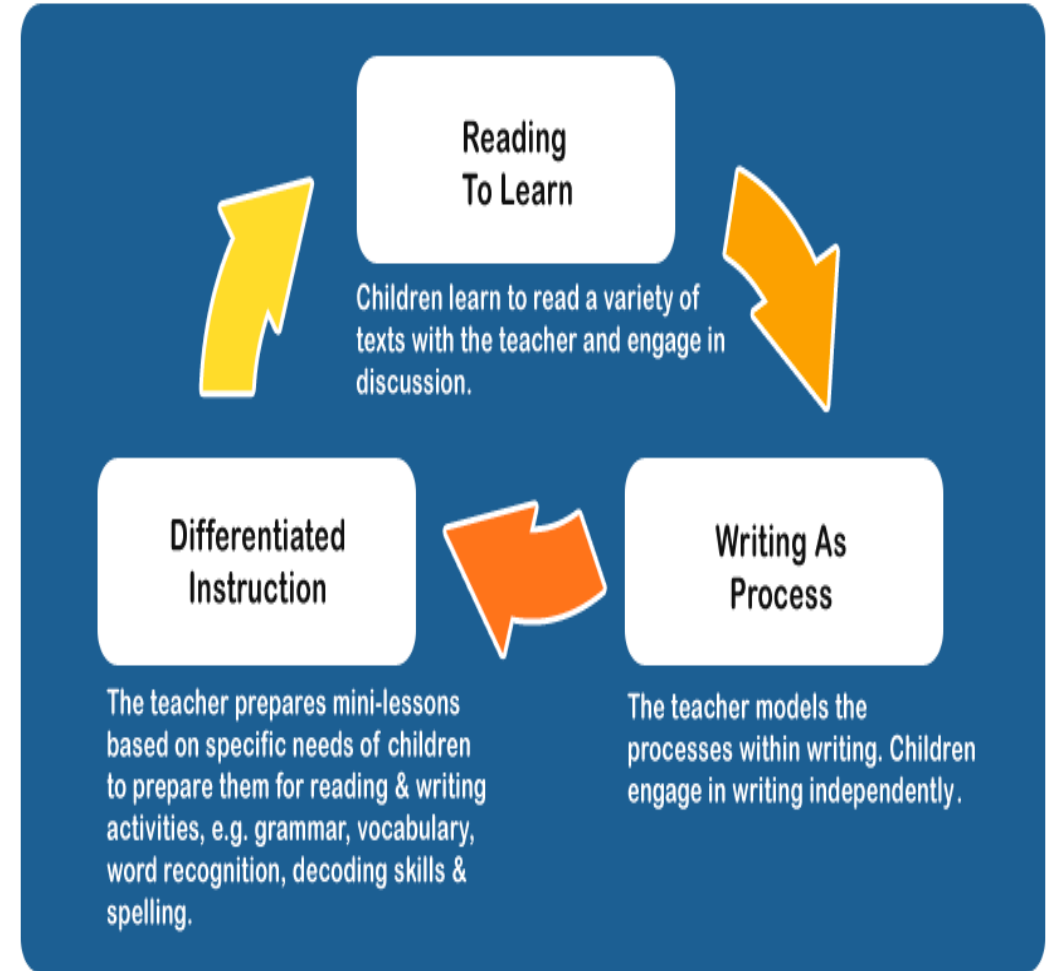 Reading
To Learn
Children learn to read a variety of
texts with the teacher and engage in
discussion.
Differentiated
Instruction
The teacher prepares mini-lessons
based on specific needs of children
to prepare them for reading & writing
activities, e.g. grammar, vocabulary,
word recognition, decoding skills &
spelling.
Writing As
Process
The teacher models the
processes within writing. Children
engage in writing independently.